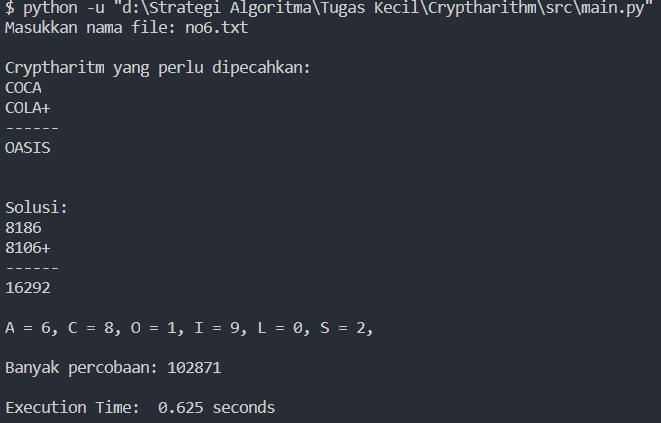 $ python -u "d:\Strategi Algoritma\Tugas Kecil\Cryptharithm\src\main.py"
Masukkan nama file: no6.txt
Cryptharitm yang perlu dipecahkan:
COCA
COLA+
------
OASIS
Solusi:
8186
8106+
------
16292
A = 6, C = 8, O = 1, I = 9, L = 0, S = 2,
Banyak percobaan: 102871
Execution Time:  0.625 seconds